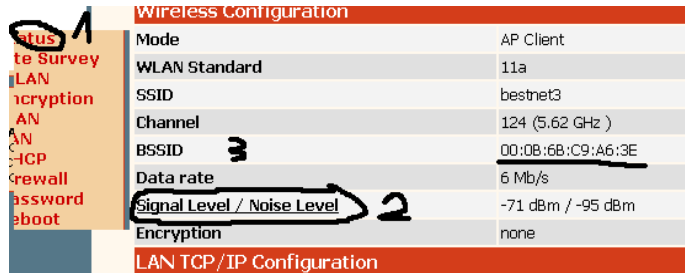 Wireless Configuration
1
atus
te Survey
LAN
ncryption
AN
AN
HCP
rewall
assword
eboot
Mode AP Client
WLAN Standard 11a
SSID bestnet3
Channel 124 (5.62 GHz )
BSSID 3 00:0B:6B:C9:A6:3E
Data rate 6 Mb/s
Signal Level / Noise Level 2 -71 dBm / -95 dBm
Encryption none
LAN TCP/IP Configuration